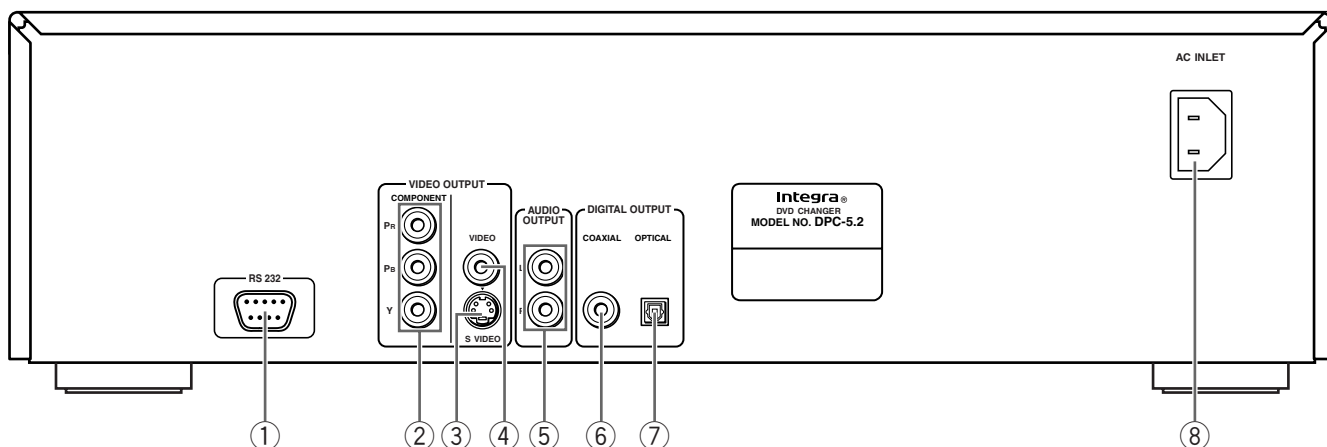 AC INLET
VIDEO OUTPUT
COMPONENT
PR
PB
Y
VIDEO
S VIDEO
AUDIO
OUTPUT
L
R
DIGITAL OUTPUT
COAXIAL OPTICAL
Integra®
DVD CHANGER
MODEL NO. DPC-5.2
RS 232
① ② ③ ④ ⑤ ⑥ ⑦ ⑧